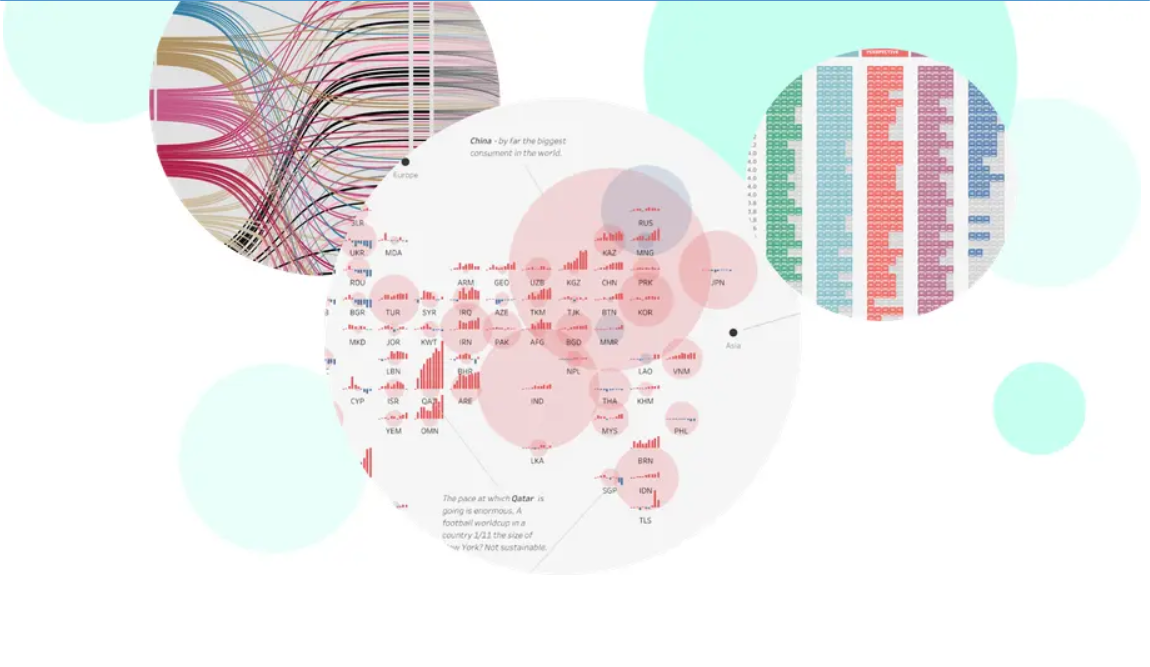 PERSPECTIVE
China - by far the biggest
consument in the world.
Europe
RUS
UKR MDA KAZ MNG
ROU ARM GEO UZB KGZ CHN PRK JPN
BGR TUR SYR IRQ AZE TKM TJK BTN KOR
MKD JOR KWT IRN PAK AFG BGD MMR
Asia
LBN BHR NPL LAO VNM
CYP ISR QAT ARE IND THA KHM
YEM OMN MYS PHL
LKA BRN
SGP IDN
TLS
The pace at which Qatar is
going is enormous. A
football worldcup in a
country 1/11 the size of
York? Not sustainable.